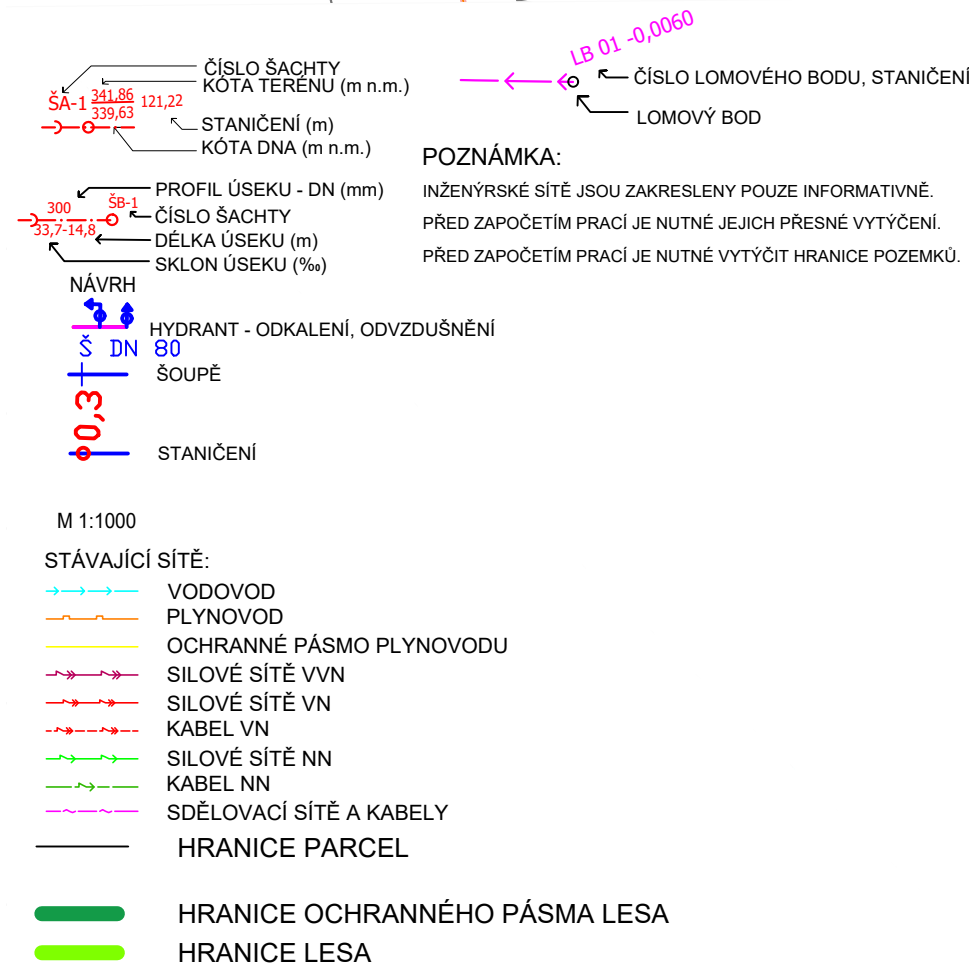 LB 01 -0,0060
ČÍSLO ŠACHTY
KÓTA TERÉNU (m n.m.)
ŠA-1 341,86 121,22
339,63
STANIČENÍ (m)
KÓTA DNA (m n.m.)
ČÍSLO LOMOVÉHO BODU, STANIČENÍ
LOMOVÝ BOD
POZNÁMKA:
INŽENÝRSKÉ SÍTĚ JSOU ZAKRESLENY POUZE INFORMATIVNĚ.
PŘED ZAPOČETÍM PRACÍ JE NUTNÉ JEJICH PŘESNÉ VYTÝČENÍ.
PŘED ZAPOČETÍM PRACÍ JE NUTNÉ VYTÝČIT HRANICE POZEMKŮ.
PROFIL ÚSEKU - DN (mm)
300 ŠB-1
ČÍSLO ŠACHTY
33,7-14,8
DÉLKA ÚSEKU (m)
SKLON ÚSEKU (‰)
NÁVRH
HYDRANT - ODKALENÍ, ODVZDUŠNĚNÍ
Š DN 80
ŠOUPĚ
0,3
STANIČENÍ
M 1:1000
STÁVAJÍCÍ SÍTĚ:
VODOVOD
PLYNOVOD
OCHRANNÉ PÁSMO PLYNOVODU
SILOVÉ SÍTĚ VVN
SILOVÉ SÍTĚ VN
KABEL VN
SILOVÉ SÍTĚ NN
KABEL NN
SDĚLOVACÍ SÍTĚ A KABELY
HRANICE PARCEL
HRANICE OCHRANNÉHO PÁSMA LESA
HRANICE LESA